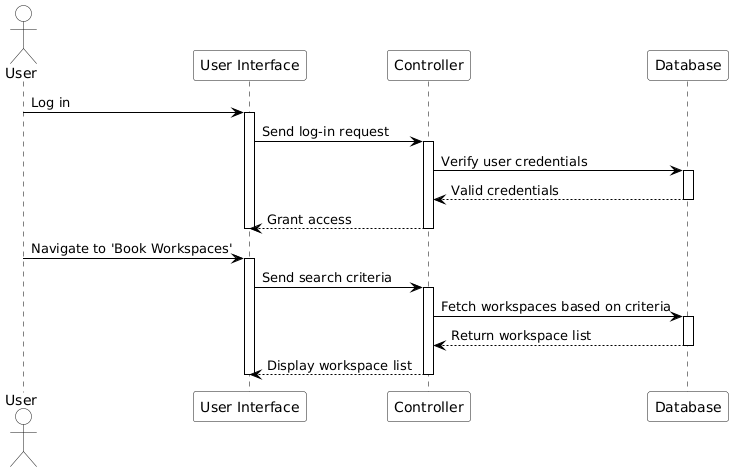 User
User Interface
Controller
Database
Log in
Send log-in request
Verify user credentials
Valid credentials
Grant access
Navigate to 'Book Workspaces'
Send search criteria
Fetch workspaces based on criteria
Return workspace list
Display workspace list
User
User Interface
Controller
Database